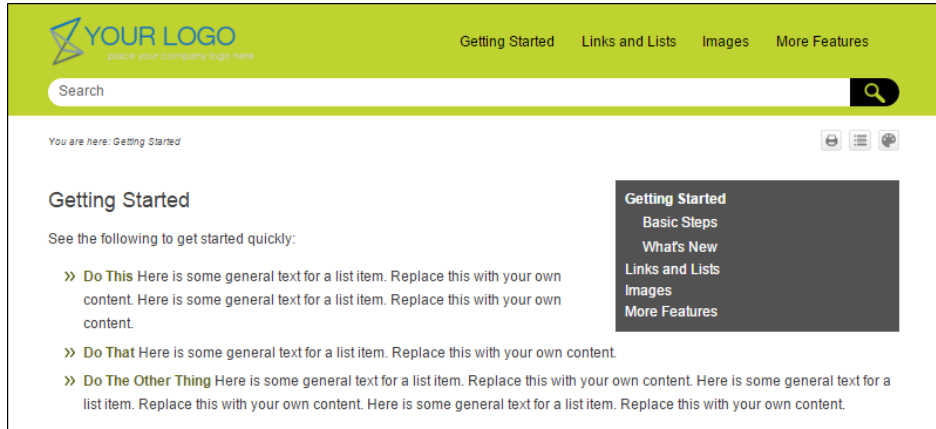 YOUR LOGO
place your company logo here
Getting Started Links and Lists Images More Features
Search
You are here: Getting Started
Getting Started
See the following to get started quickly:
» Do This Here is some general text for a list item. Replace this with your own
content. Here is some general text for a list item. Replace this with your own
content.
» Do That Here is some general text for a list item. Replace this with your own content.
» Do The Other Thing Here is some general text for a list item. Replace this with your own content. Here is some general text for a
list item. Replace this with your own content. Here is some general text for a list item. Replace this with your own content.
Getting Started
Basic Steps
What's New
Links and Lists
Images
More Features